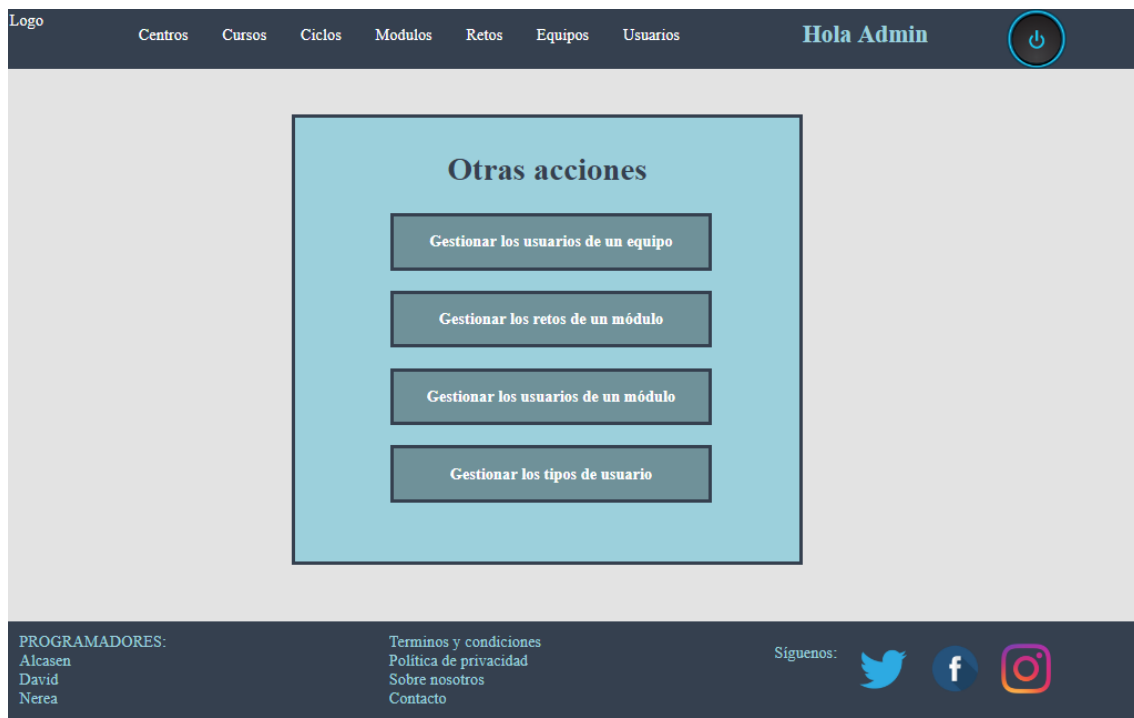 Logo
Centros Cursos Ciclos Modulos Retos Equipos Usuarios
Hola Admin
Otras acciones
Gestionar los usuarios de un equipo
Gestionar los retos de un módulo
Gestionar los usuarios de un módulo
Gestionar los tipos de usuario
PROGRAMADORES:
Alcasen
David
Nerea
Terminos y condiciones
Política de privacidad
Sobre nosotros
Contacto
Síguenos: